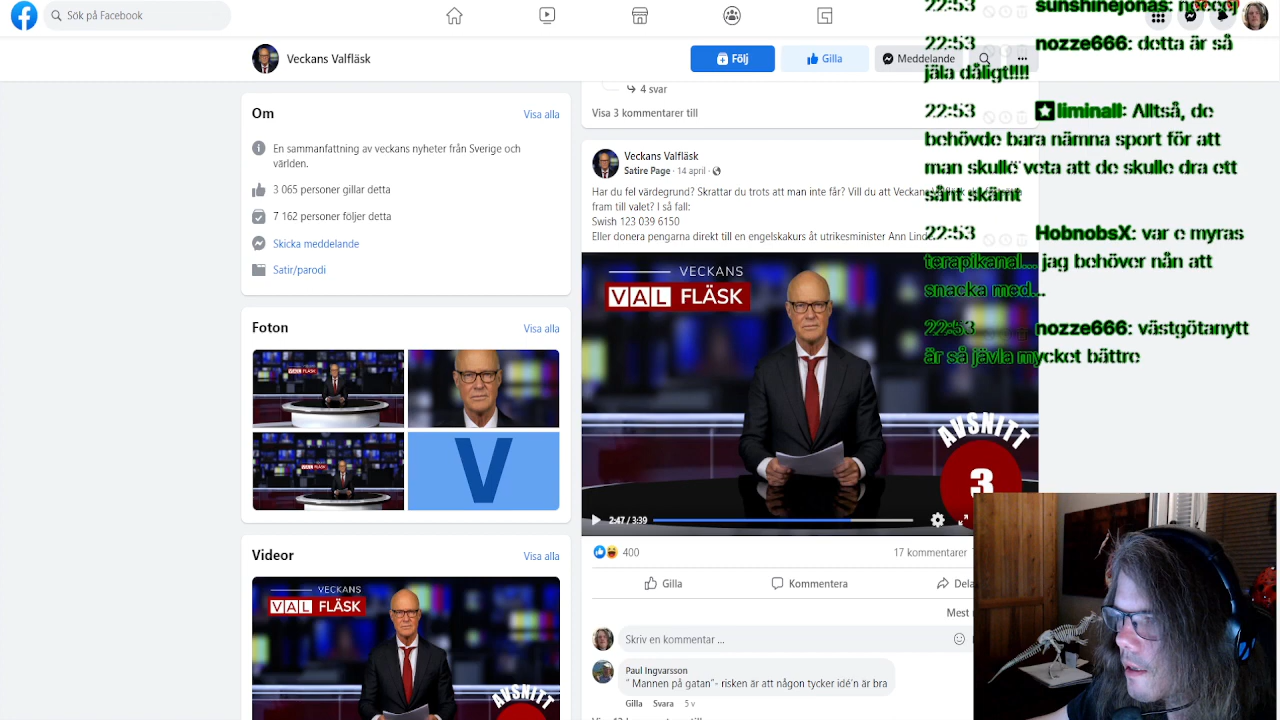 Sök på Facebook
Veckans Valfläsk
Följ
Gilla
Meddelande
Om
Visa alla
En sammanfattning av veckans nyheter från Sverige och
världen.
3 065 personer gillar detta
7 162 personer följer detta
Skicka meddelande
Satir/parodi
Foton
Visa alla
VALFLÄSK
VALFLÄSK
V
Videor
Visa alla
VECKANS
VAL FLÄSK
AVSNITT
4 svar
Visa 3 kommentarer till
Veckans Valfläsk
Satire Page · 14 april ·
Har du fel värdegrund? Skrattar du trots att man inte får? Vill du att Veckans
fram till valet? I så fall:
Swish 123 039 6150
Eller donera pengarna direkt till en engelskakurs åt utrikesminister Ann Linde.
VECKANS
VAL FLÄSK
AVSNITT
3
2:47 / 3:39
400
17 kommentarer
Gilla
Kommentera
Dela
Mest
Skriv en kommentar ...
Paul Ingvarsson
" Mannen på gatan"- risken är att någon tycker idé'n är bra
Gilla Svara 5 v
22:53 sunshinejonas:
22:53 nozze666: detta är så
jäla dåligt!!!!
22:53 liminall: Alltså, de
behövde bara nämna sport för att
man skulle veta att de skulle dra ett
sånt skämt
22:53 HobnobsX: var e myras
terapikanal... jag behöver nån att
snacka med...
22:53 nozze666: västgötanytt
är så jävla mycket bättre